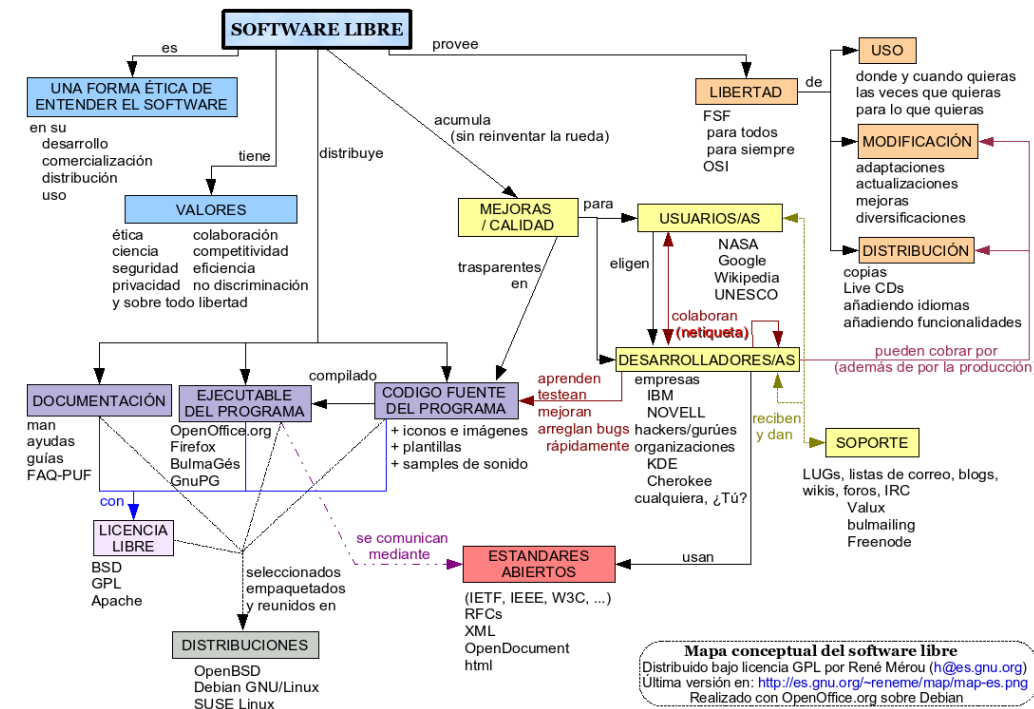 SOFTWARE LIBRE
es
provee
UNA FORMA ÉTICA DE
ENTENDER EL SOFTWARE
en su
desarrollo
comercialización
distribución
uso
tiene
VALORES
ética colaboración
ciencia competitividad
seguridad eficiencia
privacidad no discriminación
y sobre todo libertad
distribuye
acumula
(sin reinventar la rueda)
LIBERTAD
FSF
para todos
para siempre
OSI
de
USO
donde y cuando quieras
las veces que quieras
para lo que quieras
MODIFICACIÓN
adaptaciones
actualizaciones
mejoras
diversificaciones
DISTRIBUCIÓN
copias
Live CDs
añadiendo idiomas
añadiendo funcionalidades
MEJORAS
/ CALIDAD
para
trasparentes
en
USUARIOS/AS
NASA
Google
Wikipedia
UNESCO
eligen
colaboran
(netiqueta)
DESARROLLADORES/AS
empresas
IBM
NOVELL
hackers/gurúes
organizaciones
KDE
Cherokee
cualquiera, ¿Tú?
pueden cobrar por
(además de por la producción)
reciben
y dan
SOPORTE
LUGs, listas de correo, blogs,
wikis, foros, IRC
Valux
bulmailing
Freenode
aprenden
testean
mejoran
arreglan bugs
rápidamente
DOCUMENTACIÓN
man
ayudas
guías
FAQ-PUF
compilado
EJECUTABLE
DEL PROGRAMA
OpenOffice.org
Firefox
BulmaGés
GnuPG
CODIGO FUENTE
DEL PROGRAMA
+ iconos e imágenes
+ plantillas
+ samples de sonido
con
LICENCIA
LIBRE
BSD
GPL
Apache
se comunican
mediante
usan
ESTANDARES
ABIERTOS
(IETF, IEEE, W3C, ...)
RFCs
XML
OpenDocument
html
seleccionados
empaquetados
y reunidos en
DISTRIBUCIONES
OpenBSD
Debian GNU/Linux
SUSE Linux
Mapa conceptual del software libre
Distribuido bajo licencia GPL por René Mérou (h@es.gnu.org)
Última versión en: http://es.gnu.org/~reneme/map/map-es.png
Realizado con OpenOffice.org sobre Debian